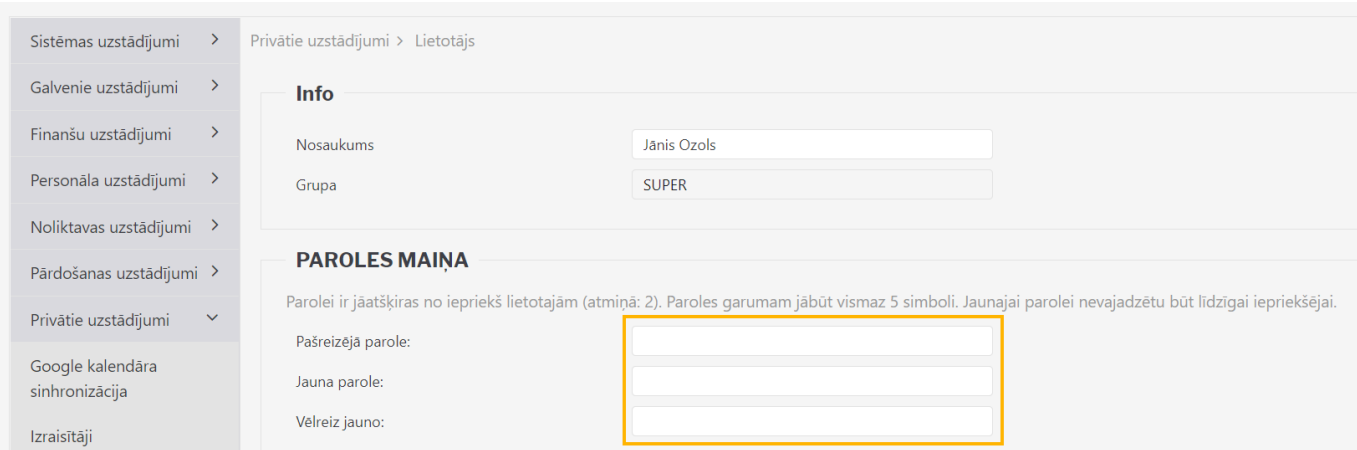 Sistēmas uzstādījumi
Galvenie uzstādījumi
Finanšu uzstādījumi
Personāla uzstādījumi
Noliktavas uzstādījumi
Pārdošanas uzstādījumi
Privātie uzstādījumi
Google kalendāra
sinhronizācija
Izraisītāji
Privātie uzstādījumi > Lietotājs
Info
Nosaukums Jānis Ozols
Grupa SUPER
PAROLES MAIŅA
Parolei ir jāatšķiras no iepriekš lietotajām (atmiņā: 2). Paroles garumam jābūt vismaz 5 simboli. Jaunajai parolei nevajadzētu būt līdzīgai iepriekšējai.
Pašreizējā parole:
Jauna parole:
Vēlreiz jauno: